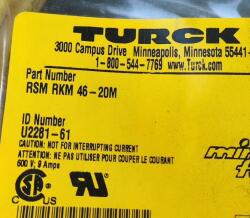 TURCK
3000 Campus Drive Minneapolis, Minnesota 55441-
1-800-544-7769 www.Turck.com
Part Number
RSM RKM 46-20M
ID Number
U2281-61
CAUTION: NOT FOR INTERRUPTING CURRENT
ATTENTION: NE PAS UTILISER POUR COUPER LE COURANT
600 V; 9 Amps